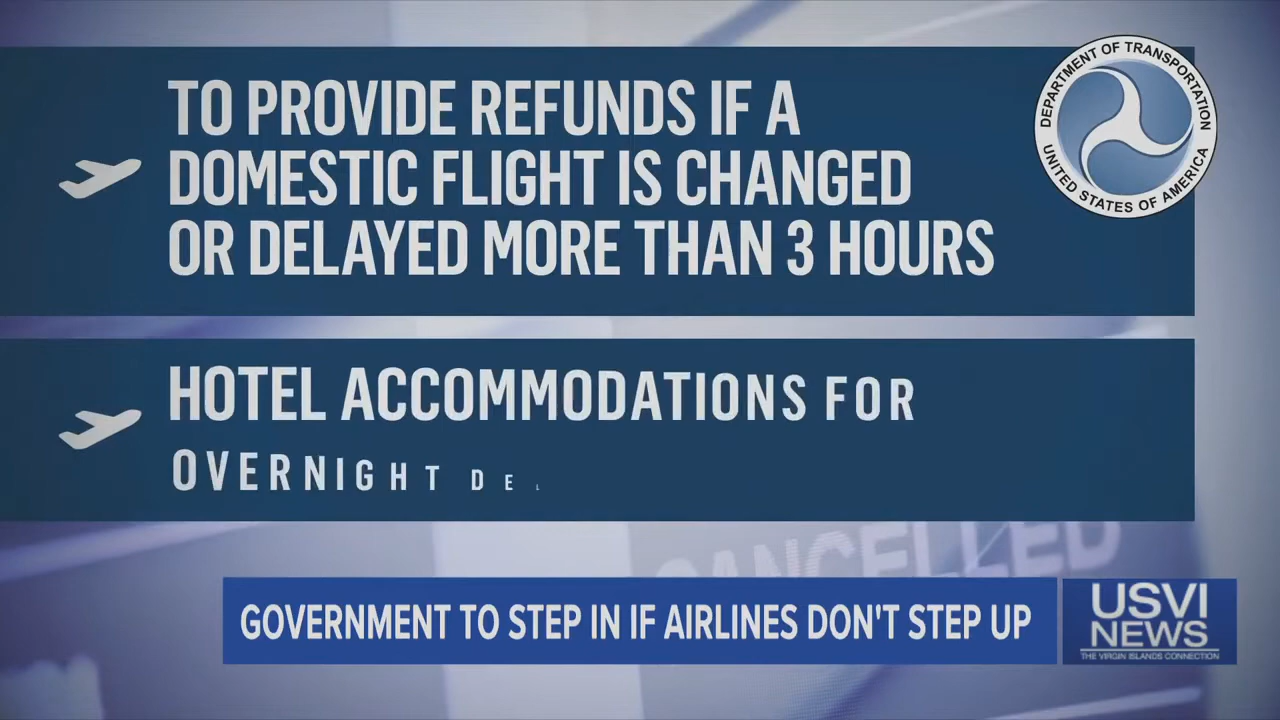 TO PROVIDE REFUNDS IF A
DOMESTIC FLIGHT IS CHANGED
OR DELAYED MORE THAN 3 HOURS
DEPARTMENT OF TRANSPORTATION
UNITED STATES OF AMERICA
HOTEL ACCOMMODATIONS FOR
OVERNIGHT DEL
CANCELLED
GOVERNMENT TO STEP IN IF AIRLINES DON'T STEP UP
USVI
NEWS
THE VIRGIN ISLANDS CONNECTION